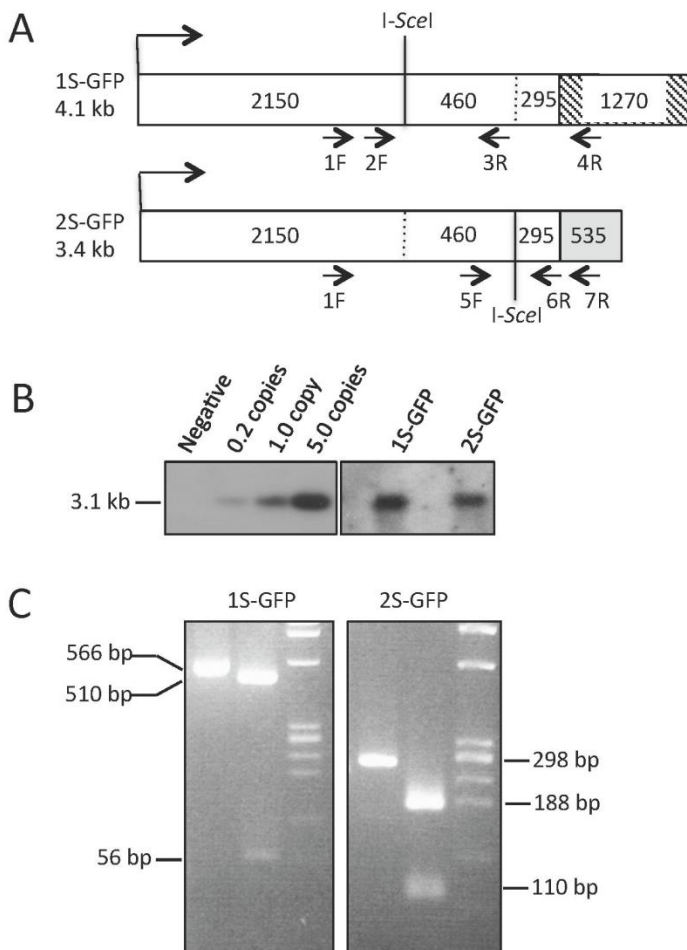 A
I-SceI
1S-GFP
4.1 kb
2150
460
295
1270
1F
2F
3R
4R
2S-GFP
3.4 kb
2150
460
295
535
1F
5F
6R
7R
I-SceI
B
Negative
0.2 copies
1.0 copy
5.0 copies
1S-GFP
2S-GFP
3.1 kb
C
1S-GFP
2S-GFP
566 bp
510 bp
56 bp
298 bp
188 bp
110 bp